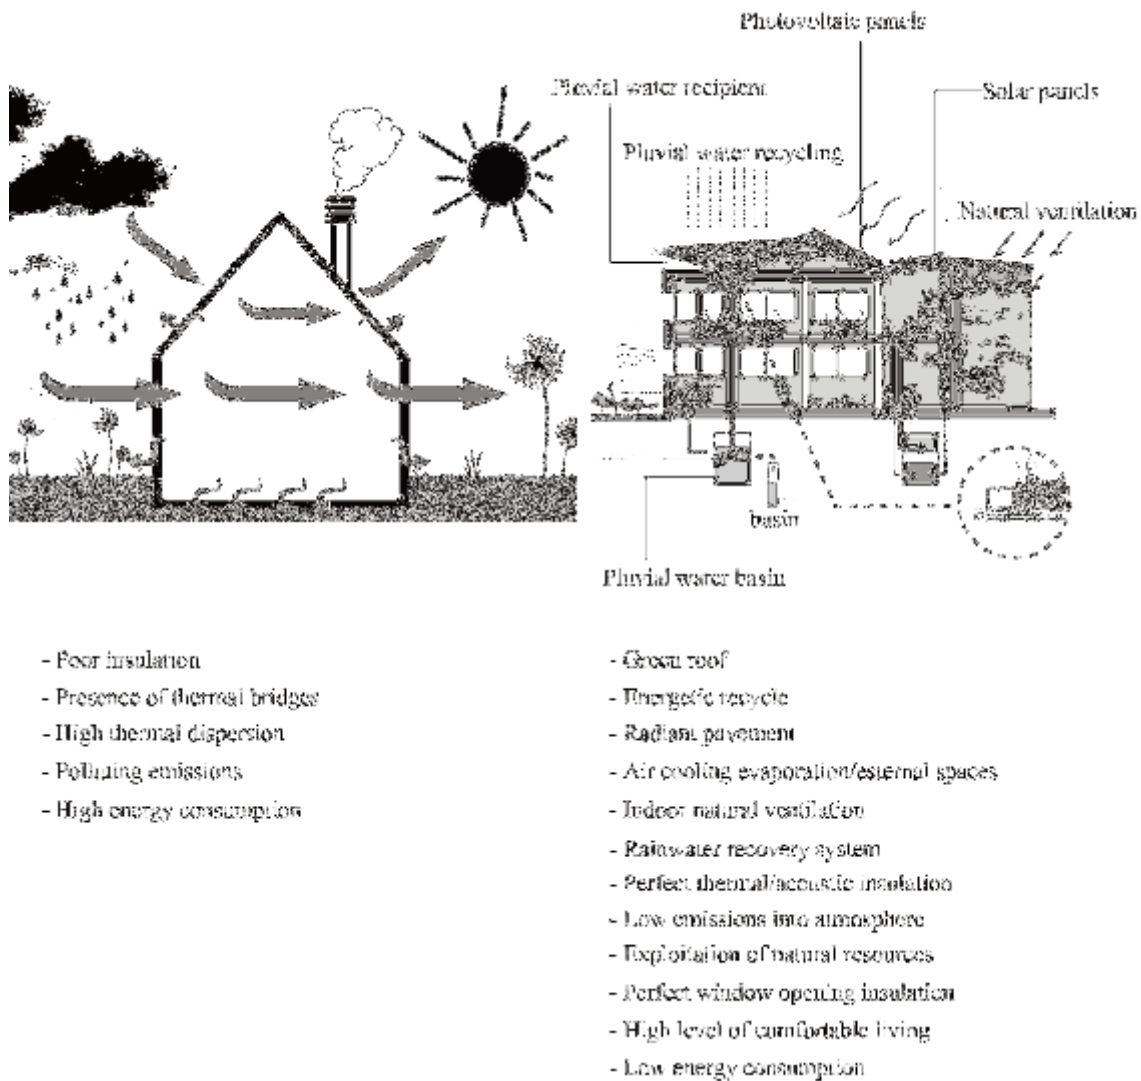 Photovoltaic panels
Pluvial water recipient
Solar panels
Pluvial water recycling
Natural ventilation
basin
Pluvial water basin
- Poor insulation
- Presence of thermal bridges
- High thermal dispersion
- Polluting emissions
- High energy consumption
- Green roof
- Energetic recycle
- Radiant pavement
- Air cooling evaporation/esternal spaces
- Indoor natural ventilation
- Rainwater recovery system
- Perfect thermal/acoustic insulation
- Low emissions into atmosphere
- Exploitation of natural resources
- Perfect window opening insulation
- High level of comfortable living
- Low energy consumption